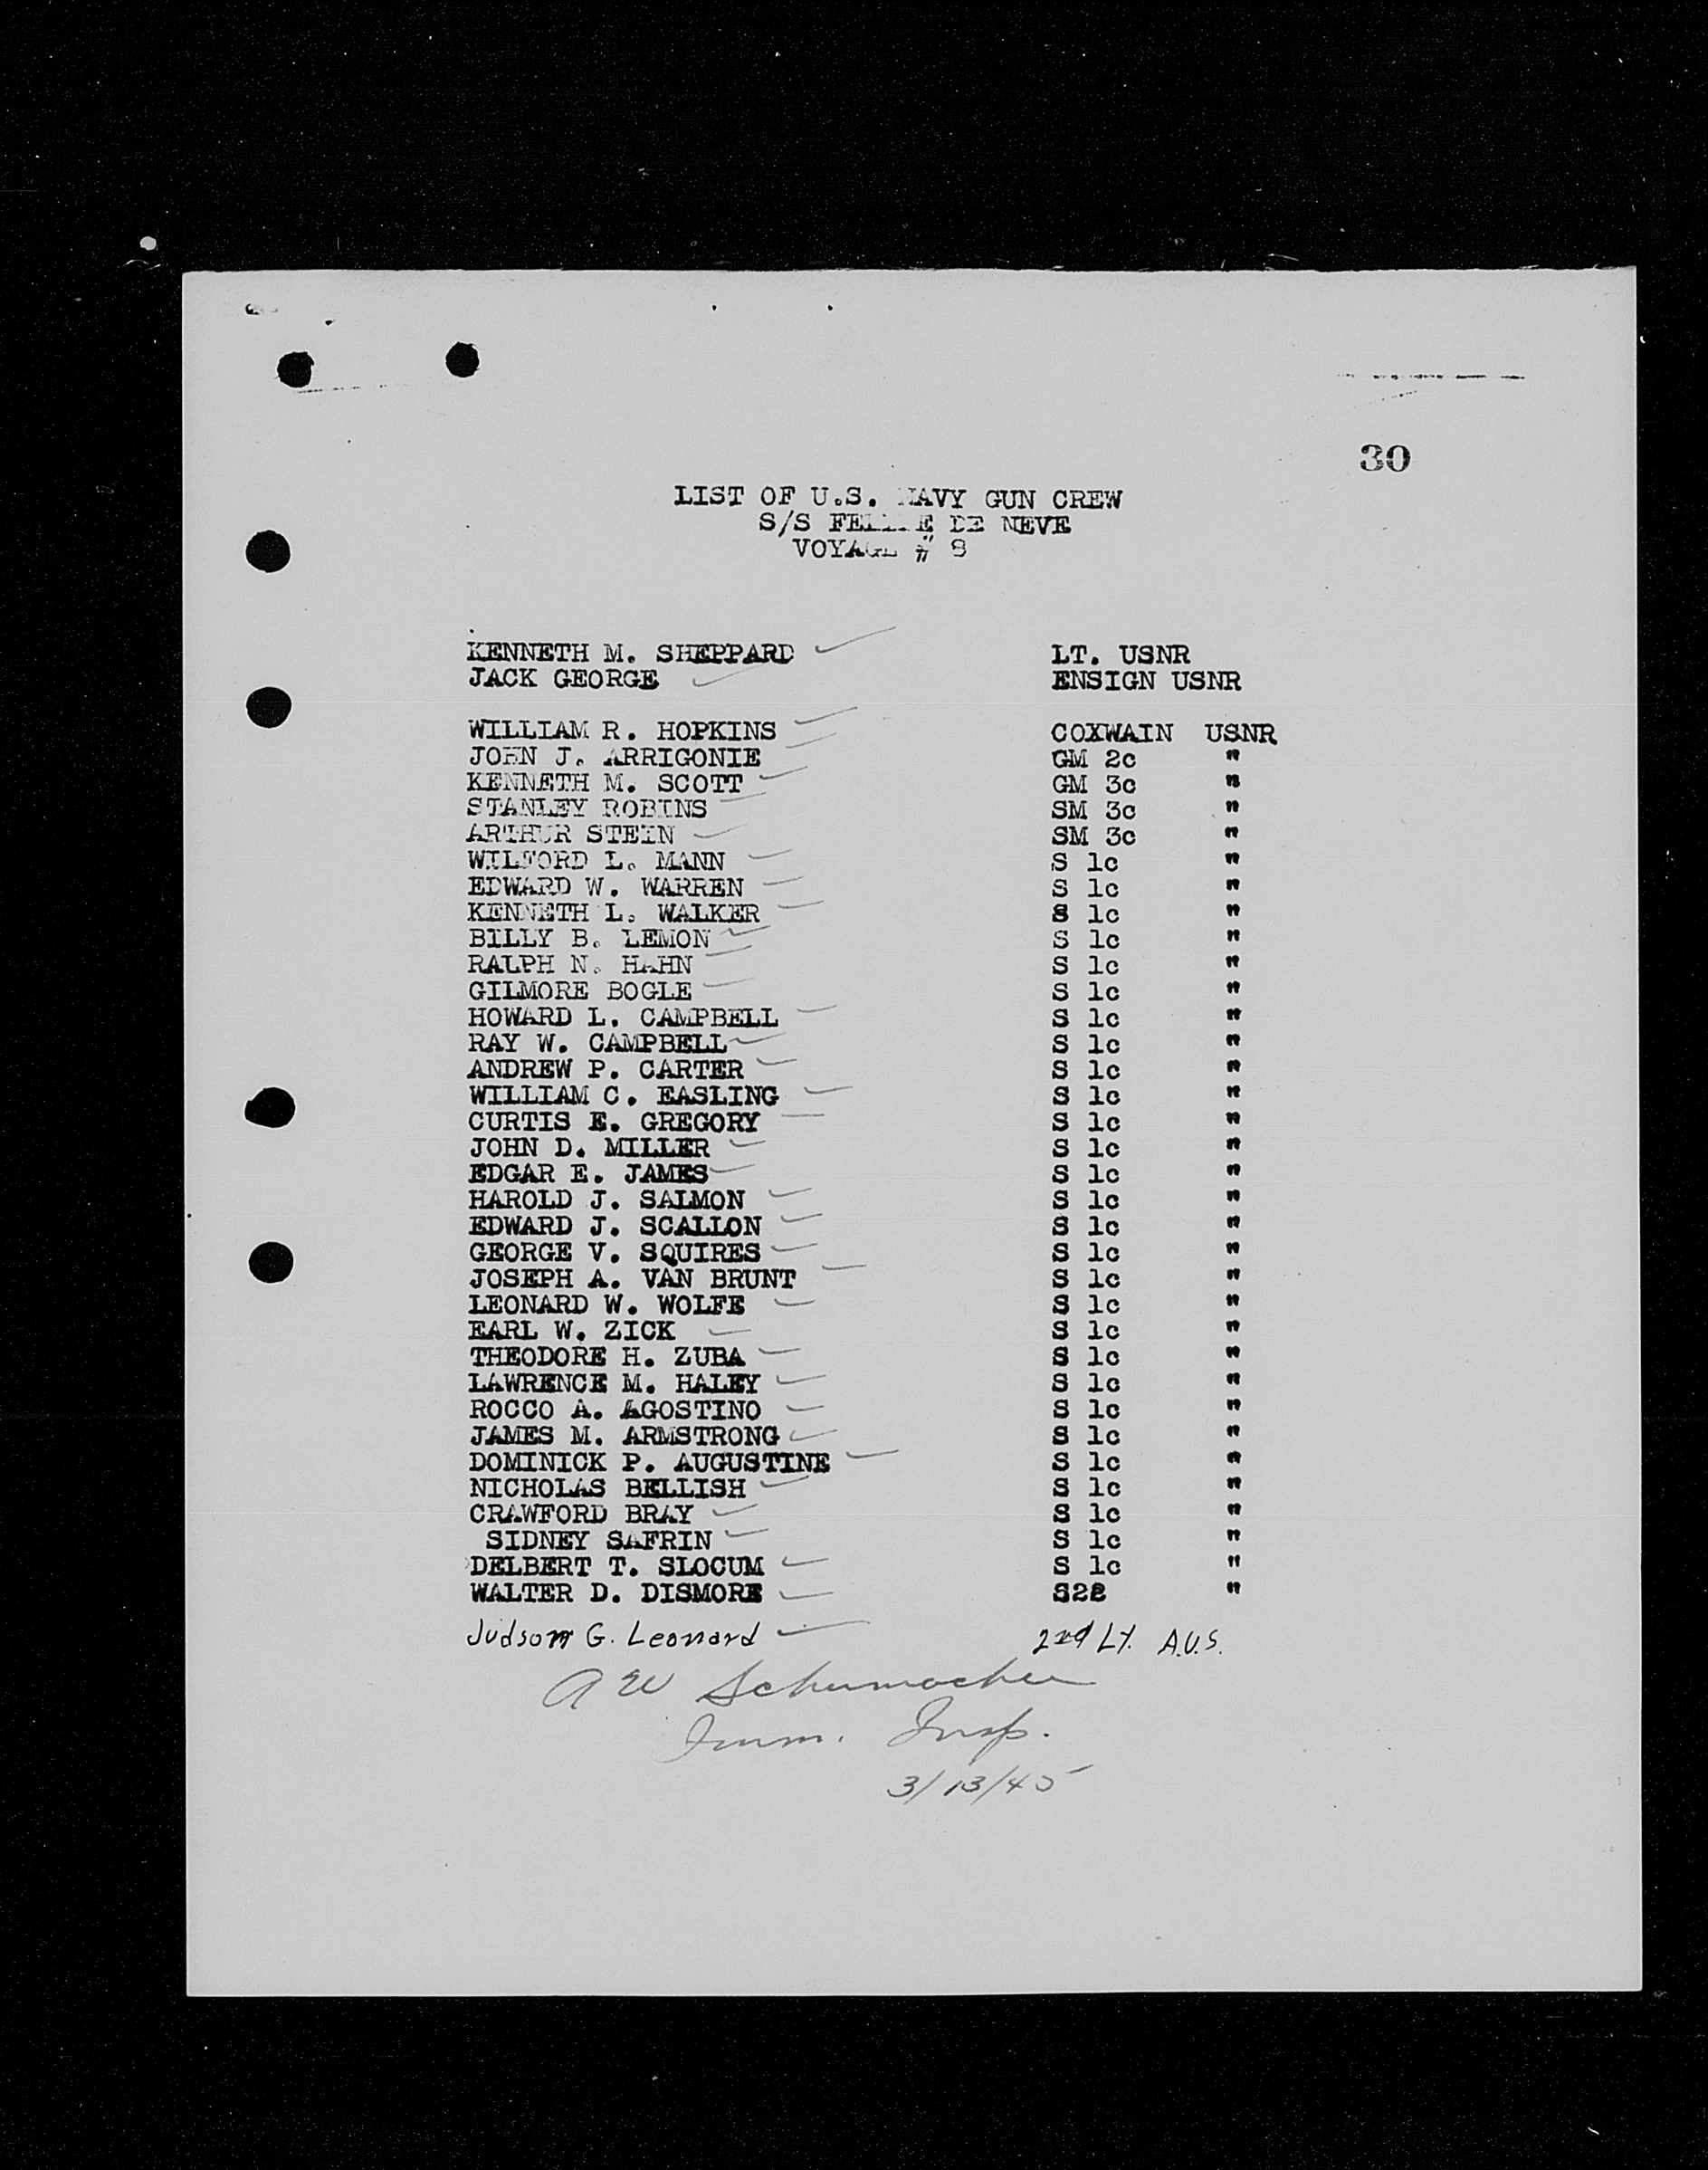 30
LIST OF U.S. NAVY GUN CREW
S/S FELIPE DE NEVE
VOYAGE # 8
KENNETH M. SHEPPARD LT. USNR
JACK GEORGE ENSIGN USNR
WILLIAM R. HOPKINS COXWAIN USNR
JOHN J. ARRIGONIE GM 2c "
KENNETH M. SCOTT GM 3c "
STANLEY ROBINS SM 3c "
ARTHUR STEIN SM 3c "
WILFORD L. MANN S 1c "
EDWARD W. WARREN S 1c "
KENNETH L. WALKER S 1c "
BILLY B. LEMON S 1c "
RALPH N. HAHN S 1c "
GILMORE BOGLE S 1c "
HOWARD L. CAMPBELL S 1c "
RAY W. CAMPBELL S 1c "
ANDREW P. CARTER S 1c "
WILLIAM C. EASLING S 1c "
CURTIS E. GREGORY S 1c "
JOHN D. MILLER S 1c "
EDGAR E. JAMES S 1c "
HAROLD J. SALMON S 1c "
EDWARD J. SCALLON S 1c "
GEORGE V. SQUIRES S 1c "
JOSEPH A. VAN BRUNT S 1c "
LEONARD W. WOLFE S 1c "
EARL W. ZICK S 1c "
THEODORE H. ZUBA S 1c "
LAWRENCE M. HALEY S 1c "
ROCCO A. AGOSTINO S 1c "
JAMES M. ARMSTRONG S 1c "
DOMINICK P. AUGUSTINE S 1c "
NICHOLAS BELLISH S 1c "
CRAWFORD BRAY S 1c "
SIDNEY SAFRIN S 1c "
DELBERT T. SLOCUM S 1c "
WALTER D. DISMORE "
Judson G. Leonard 2nd Lt. A.U.S.
A W Schumacher
Imm. Insp.
3/13/45